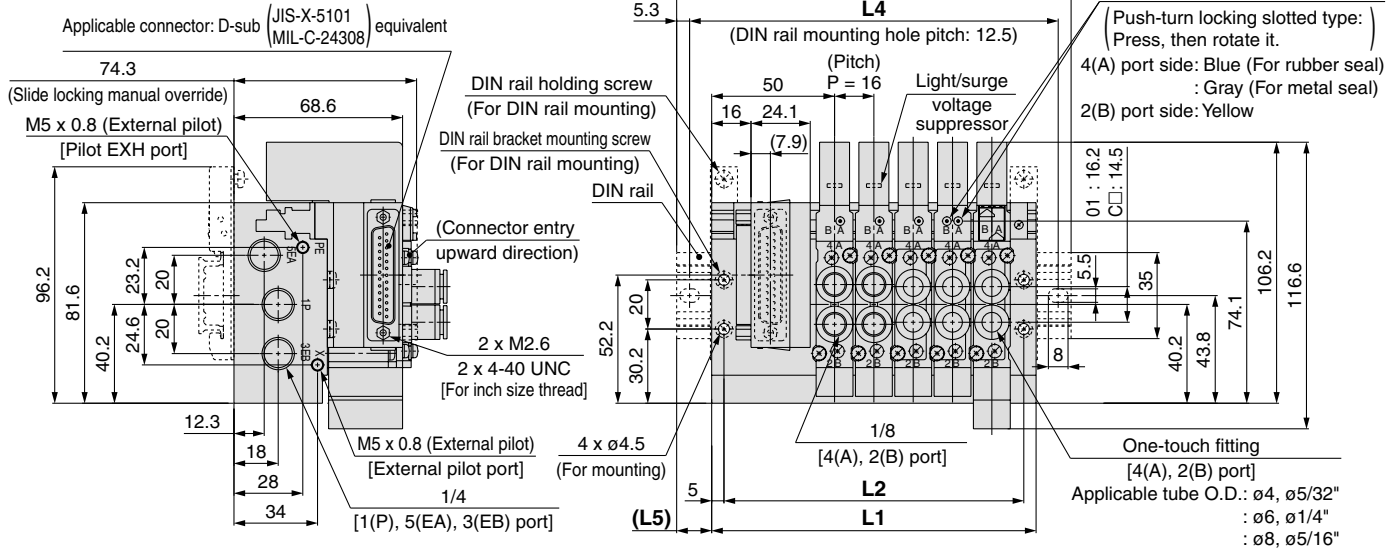 Applicable connector: D-sub (JIS-X-5101
MIL-C-24308) equivalent
74.3
(Slide locking manual override)
68.6
M5 x 0.8 (External pilot)
[Pilot EXH port]
(Connector entry
upward direction)
96.2
81.6
40.2
23.2
24.6
20
20
5EA
PE
1P
3EB
X
12.3
18
28
34
2 x M2.6
2 x 4-40 UNC
[For inch size thread]
M5 x 0.8 (External pilot)
[External pilot port]
1/4
[1(P), 5(EA), 3(EB) port]
5.3
L4
(DIN rail mounting hole pitch: 12.5)
(Pitch)
P = 16
50
16
24.1
(7.9)
DIN rail holding screw
(For DIN rail mounting)
DIN rail bracket mounting screw
(For DIN rail mounting)
DIN rail
Light/surge
voltage
suppressor
(Push-turn locking slotted type:
Press, then rotate it.)
4(A) port side: Blue (For rubber seal)
: Gray (For metal seal)
2(B) port side: Yellow
01 : 16.2
C□: 14.5
B A B A B A B A B A
4A 4A 4A 4A 4A
2B 2B 2B 2B 2B
52.2
30.2
20
5.5
35
8
40.2
43.8
74.1
106.2
116.6
4 x ø4.5
(For mounting)
1/8
[4(A), 2(B) port]
One-touch fitting
[4(A), 2(B) port]
Applicable tube O.D.: ø4, ø5/32"
: ø6, ø1/4"
: ø8, ø5/16"
5
L2
(L5)
L1